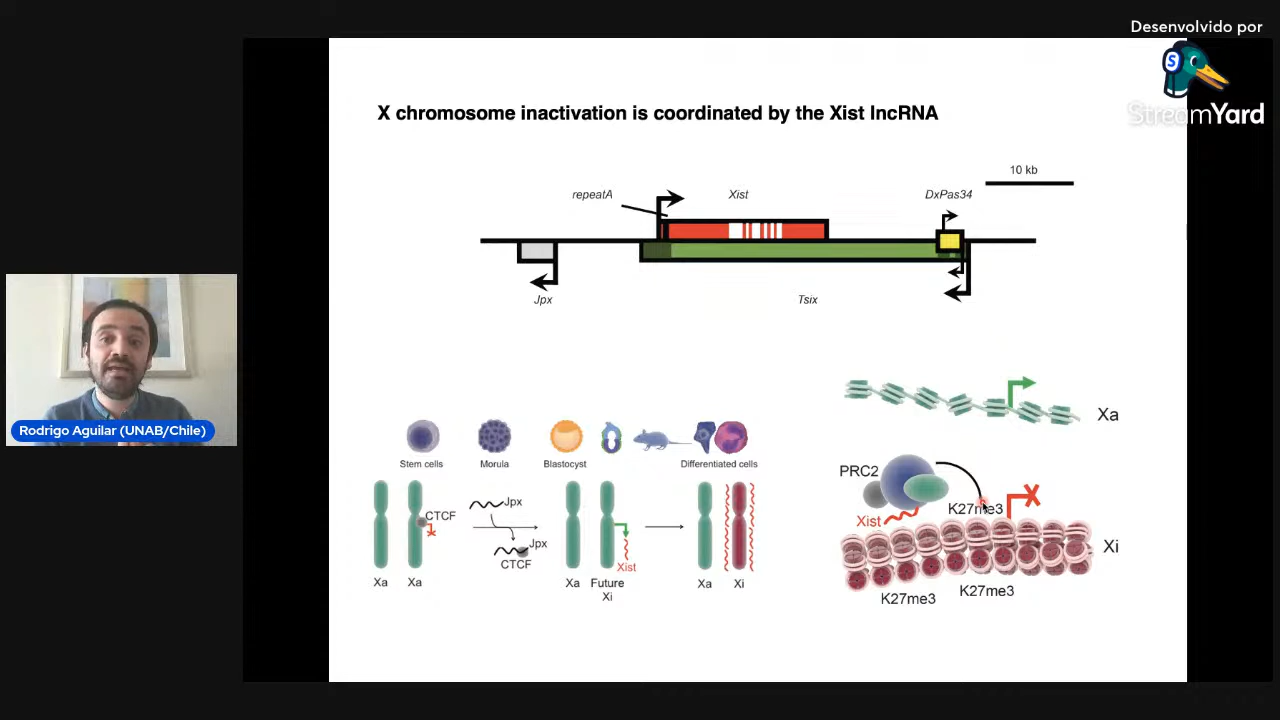 Desenvolvido por
S
StreamYard
X chromosome inactivation is coordinated by the Xist lncRNA
10 kb
repeatA
Xist
DxPas34
Jpx
Tsix
Rodrigo Aguilar (UNAB/Chile)
Stem cells
Morula
Blastocyst
Differentiated cells
CTCF
Jpx
Jpx
CTCF
Xist
Xa
Xa
Xa
Future
Xi
Xa
Xi
Xa
PRC2
Xist
K27me3
Xi
K27me3
K27me3